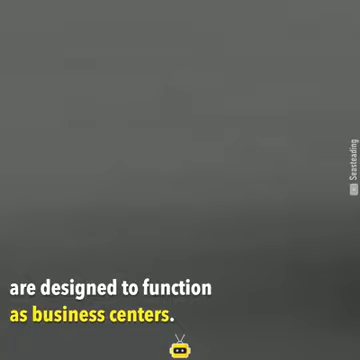 are designed to function
as business centers.
Seasteading